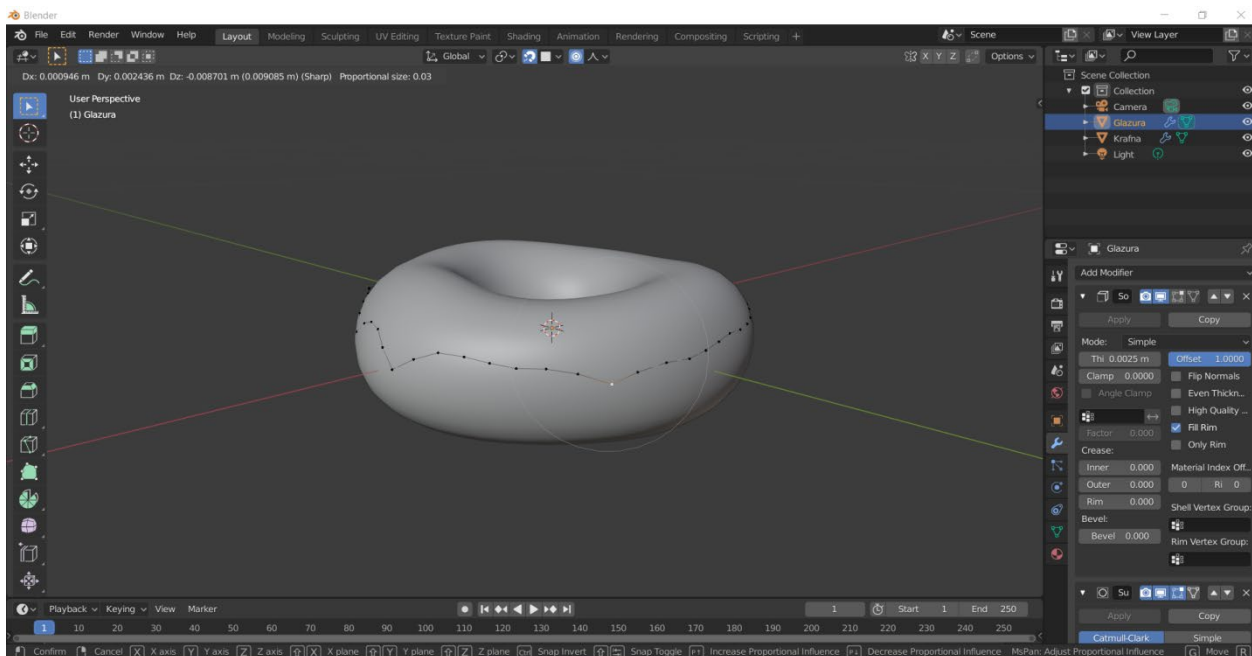 Blender
File Edit Render Window Help Layout Modeling Sculpting UV Editing Texture Paint Shading Animation Rendering Compositing Scripting + Scene View Layer
Global X Y Z Options
Dx: 0.000946 m Dy: 0.002436 m Dz: -0.008701 m (0.009085 m) (Sharp) Proportional size: 0.03
User Perspective
(1) Glazura
Scene Collection
Collection
Camera
Glazura
Krafna
Light
Glazura
Add Modifier
So
Apply Copy
Mode: Simple
Thi 0.0025 m Offset 1.0000
Clamp 0.0000 Flip Normals
Angle Clamp Even Thickn...
High Quality ...
Factor 0.000 Fill Rim
Only Rim
Crease:
Inner 0.000 Material Index Off...
Outer 0.000 0 Ri 0
Rim 0.000 Shell Vertex Group:
Bevel:
Bevel 0.000 Rim Vertex Group:
Su
Apply Copy
Catmull-Clark Simple
Playback Keying View Marker 1 Start 1 End 250
1 10 20 30 40 50 60 70 80 90 100 110 120 130 140 150 160 170 180 190 200 210 220 230 240 250
Confirm Cancel X X axis Y Y axis Z Z axis X X plane Y Y plane Z Z plane Ctrl Snap Invert Snap Toggle Increase Proportional Influence Decrease Proportional Influence MsPan: Adjust Proportional Influence G Move R